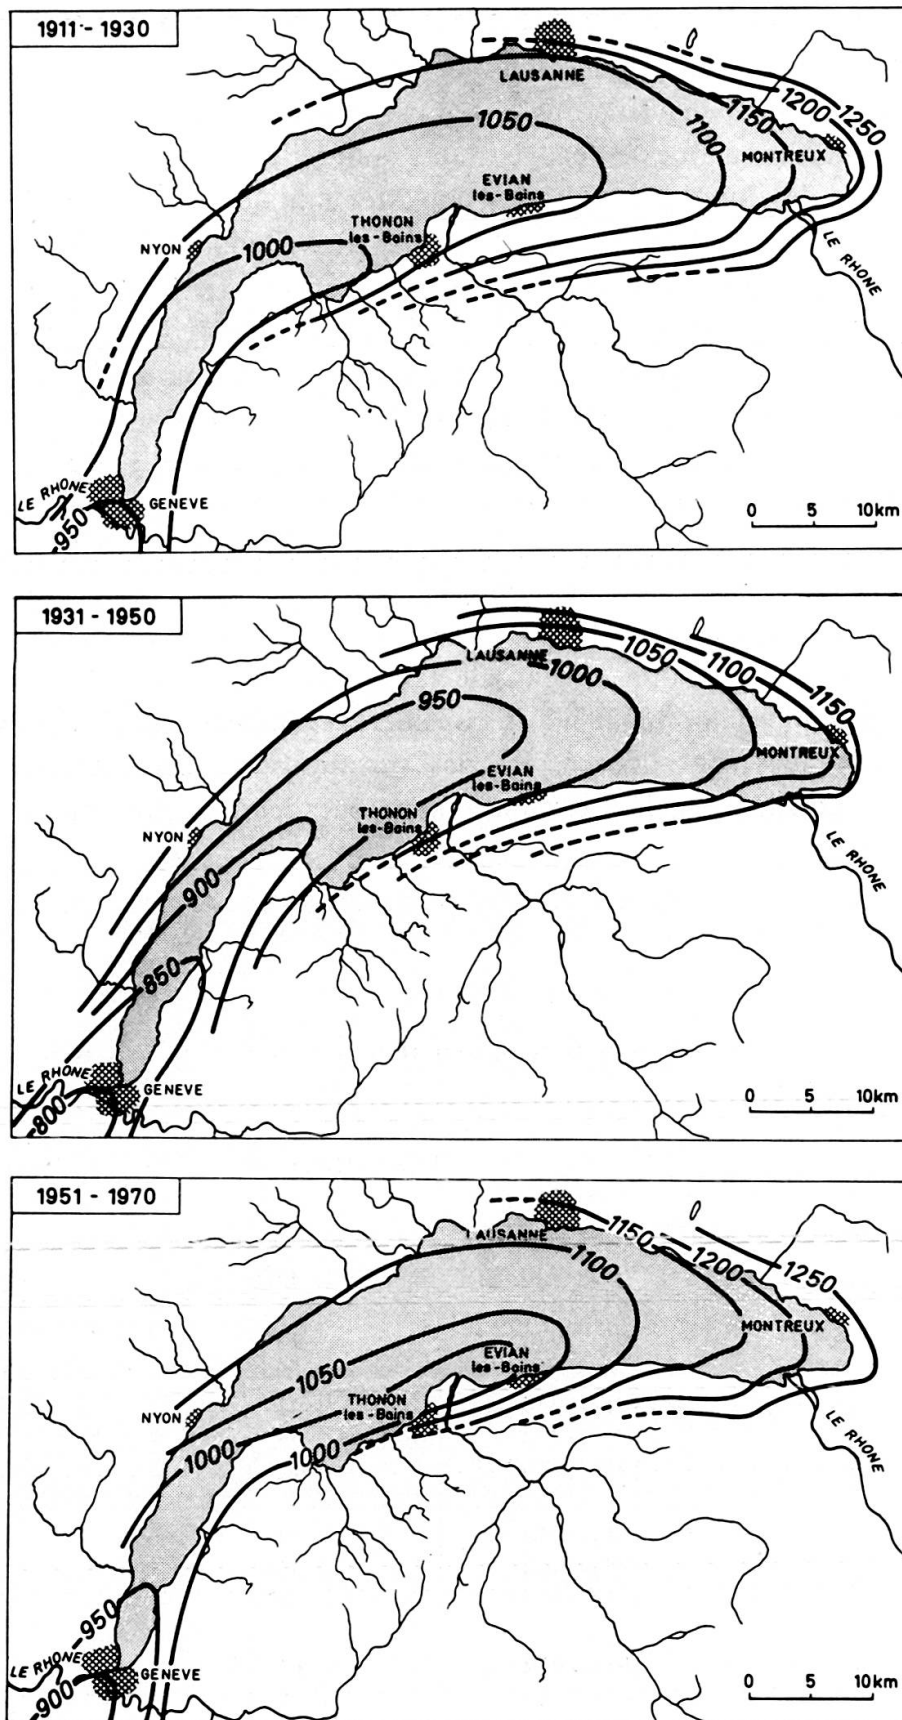 1911 - 1930
LAUSANNE
1200
1250
1150
1100
1050
MONTREUX
EVIAN
les-Bains
THONON
les-Bains
NYON
1000
LE RHONE
LE RHONE
GENEVE
950
0 5 10km
1931 - 1950
LAUSANNE
1050
1100
1150
1000
950
MONTREUX
EVIAN
les-Bains
THONON
les-Bains
NYON
900
LE RHONE
850
LE RHONE
GENEVE
800
0 5 10km
1951 - 1970
LAUSANNE
1150
1100
1200
1250
MONTREUX
EVIAN
les-Bains
1050
THONON
les-Bains
NYON
1000
1000
LE RHONE
950
LE RHONE
GENEVE
900
0 5 10km